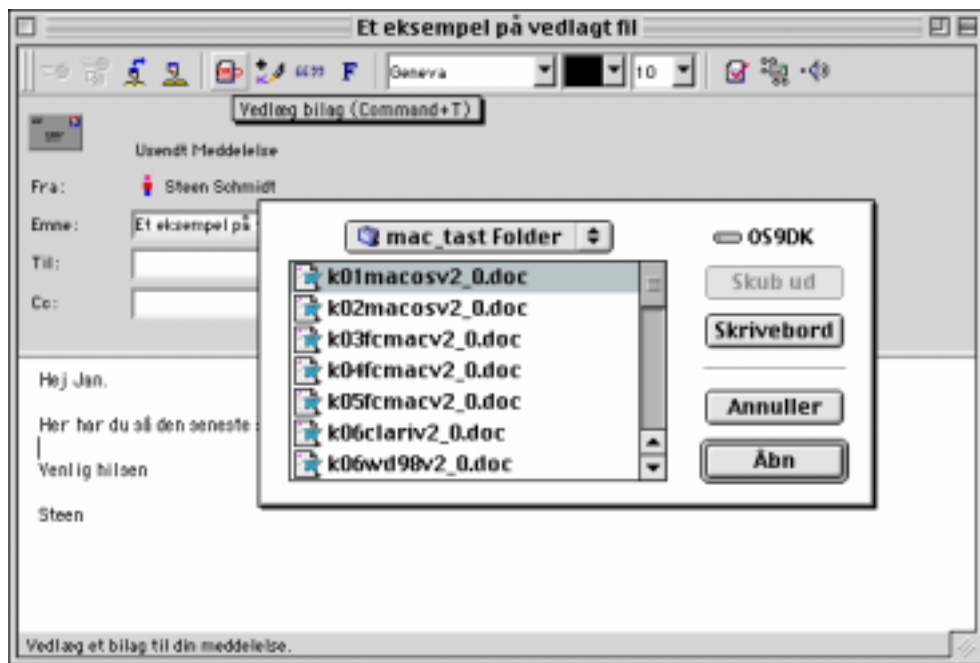 Et eksempel på vedlagt fil
F Geneva 10
Vedlæg bilag (Command+T)
Usendt Meddelelse
Fra: Steen Schmidt
Emne: Et eksempel på
Til:
Cc:
Hej Jan.
Her har du så den seneste
Venlig hilsen
Steen
mac_tast Folder
k01macosv2_0.doc
k02macosv2_0.doc
k03fcmacv2_0.doc
k04fcmacv2_0.doc
k05fcmacv2_0.doc
k06clariv2_0.doc
k06wd98v2_0.doc
OS9DK
Skub ud
Skrivebord
Annuller
Åbn
Vedlæg et bilag til din meddelelse.